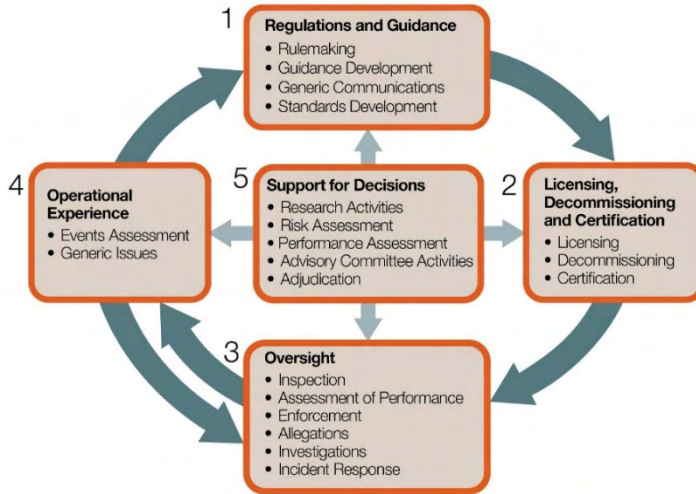 1
Regulations and Guidance
• Rulemaking
• Guidance Development
• Generic Communications
• Standards Development
4
Operational
Experience
• Events Assessment
• Generic Issues
5
Support for Decisions
• Research Activities
• Risk Assessment
• Performance Assessment
• Advisory Committee Activities
• Adjudication
2
Licensing,
Decommissioning
and Certification
• Licensing
• Decommissioning
• Certification
3
Oversight
• Inspection
• Assessment of Performance
• Enforcement
• Allegations
• Investigations
• Incident Response